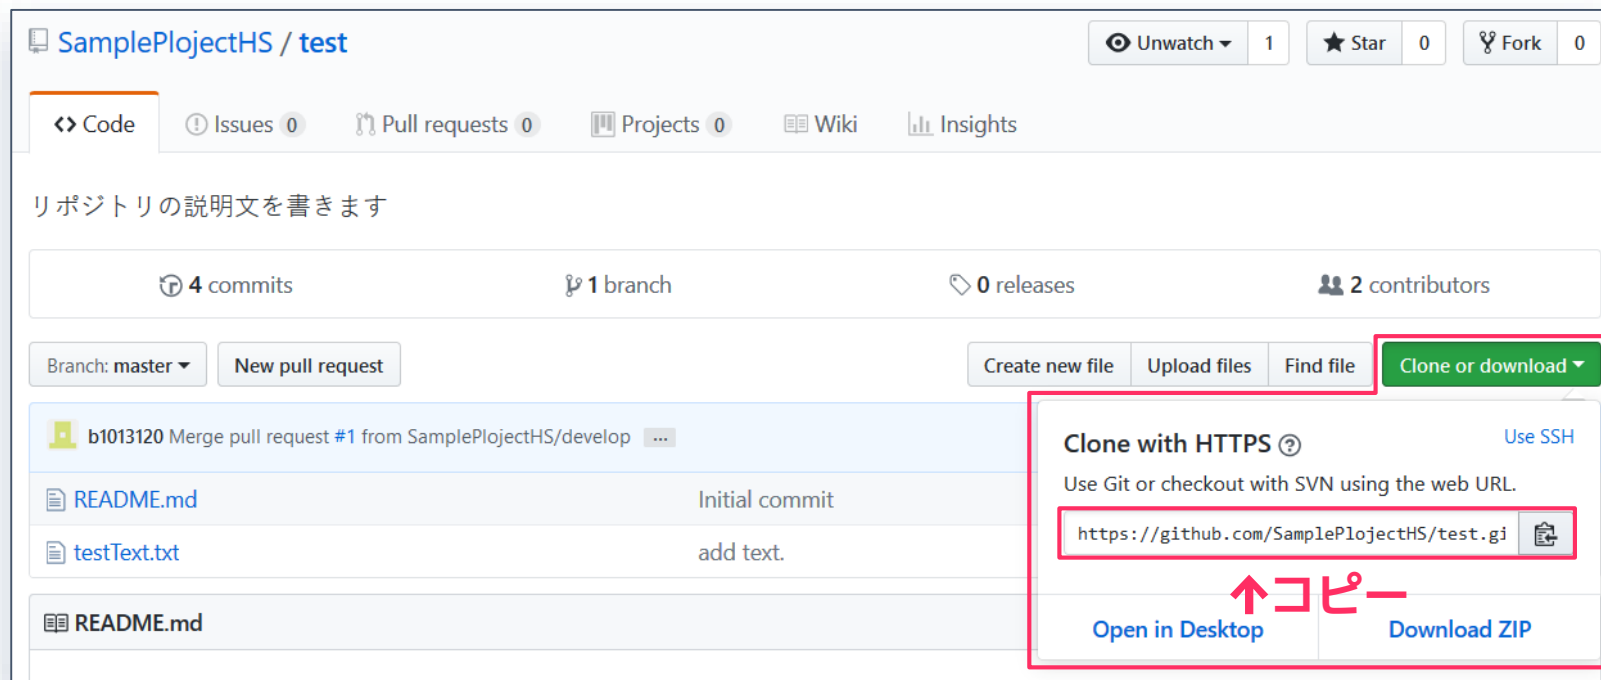 SamplePlojectHS / test
Unwatch 1 Star 0 Fork 0
Code Issues 0 Pull requests 0 Projects 0 Wiki Insights
リポジトリの説明文を書きます
4 commits 1 branch 0 releases 2 contributors
Branch: master New pull request Create new file Upload files Find file Clone or download
b1013120 Merge pull request #1 from SamplePlojectHS/develop ...
README.md Initial commit
testText.txt add text.
README.md
Clone with HTTPS Use SSH
Use Git or checkout with SVN using the web URL.
https://github.com/SamplePlojectHS/test.gi
↑コピー
Open in Desktop Download ZIP